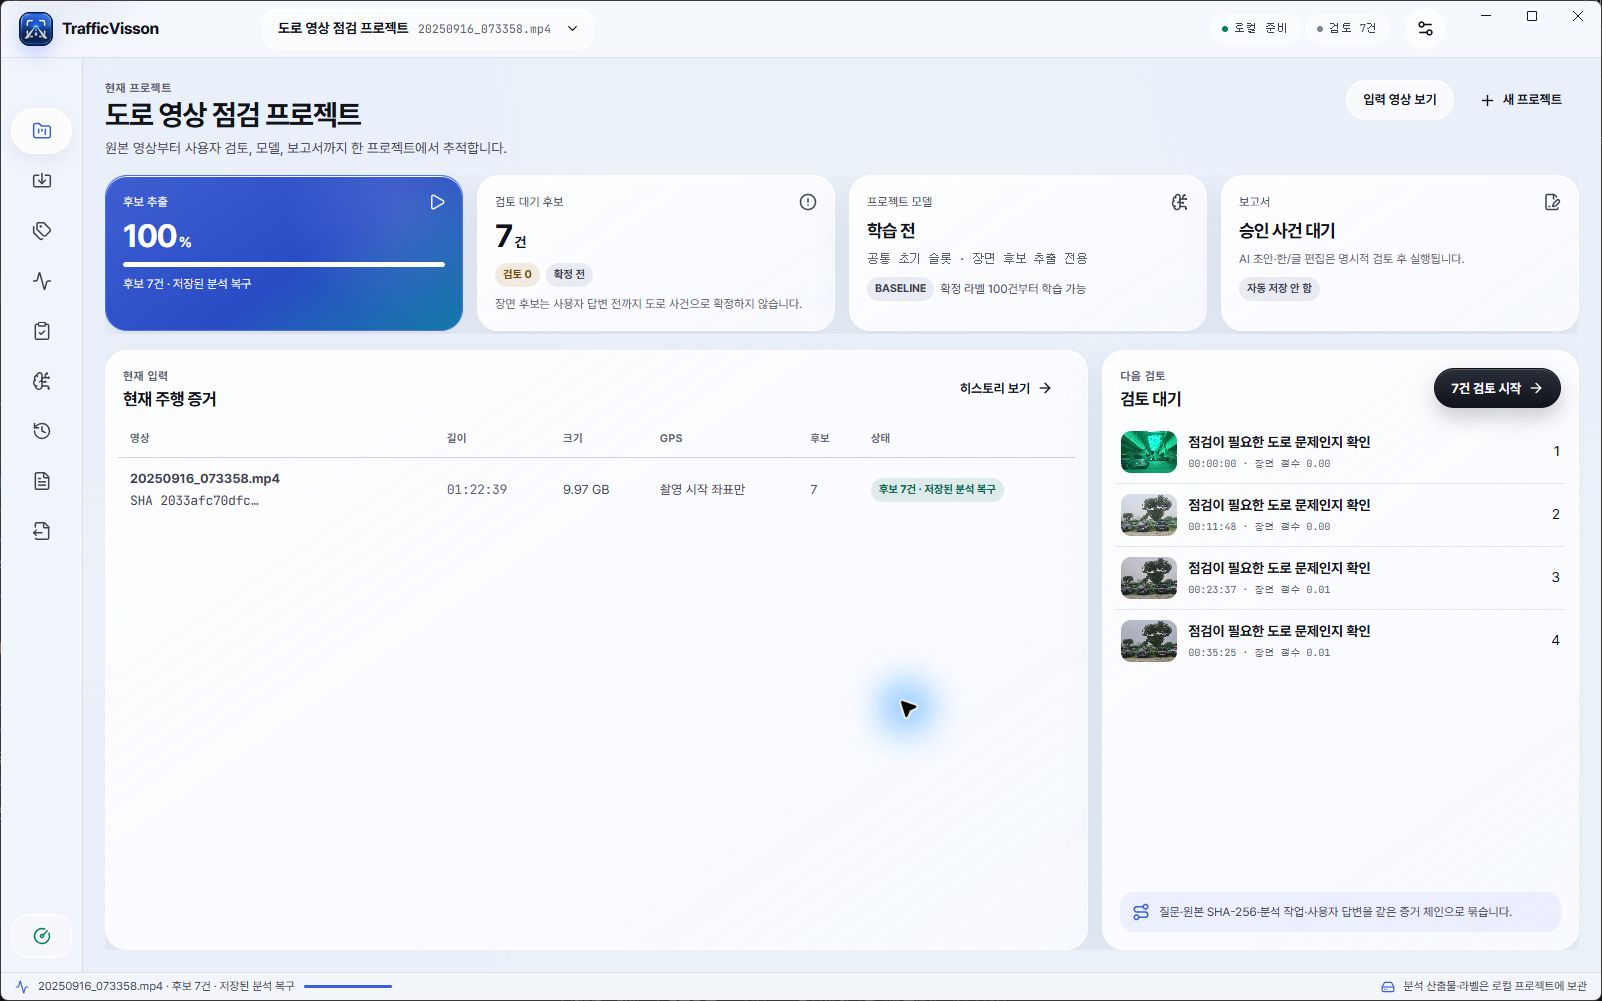 TrafficVisson
도로 영상 점검 프로젝트 20250916_073358.mp4
로컬 준비
검토 7건
현재 프로젝트
도로 영상 점검 프로젝트
원본 영상부터 사용자 검토, 모델, 보고서까지 한 프로젝트에서 추적합니다.
입력 영상 보기
새 프로젝트
후보 추출
100%
후보 7건 · 저장된 분석 복구
검토 대기 후보
7건
검토 0 확정 전
장면 후보는 사용자 답변 전까지 도로 사건으로 확정하지 않습니다.
프로젝트 모델
학습 전
공통 초기 슬롯 · 장면 후보 추출 전용
BASELINE 확정 라벨 100건부터 학습 가능
보고서
승인 사건 대기
AI 초안·한/글 편집은 명시적 검토 후 실행됩니다.
자동 저장 안 함
현재 입력
현재 주행 증거
히스토리 보기
영상 길이 크기 GPS 후보 상태
20250916_073358.mp4
SHA 2033afc70dfc…
01:22:39 9.97 GB 촬영 시작 좌표만 7 후보 7건 · 저장된 분석 복구
다음 검토
검토 대기
7건 검토 시작
점검이 필요한 도로 문제인지 확인
00:00:00 · 장면 점수 0.00
1
점검이 필요한 도로 문제인지 확인
00:11:48 · 장면 점수 0.00
2
점검이 필요한 도로 문제인지 확인
00:23:37 · 장면 점수 0.01
3
점검이 필요한 도로 문제인지 확인
00:35:25 · 장면 점수 0.01
4
질문·원본 SHA-256·분석 작업·사용자 답변을 같은 증거 체인으로 묶습니다.
20250916_073358.mp4 · 후보 7건 · 저장된 분석 복구
분석 산출물·라벨은 로컬 프로젝트에 보관